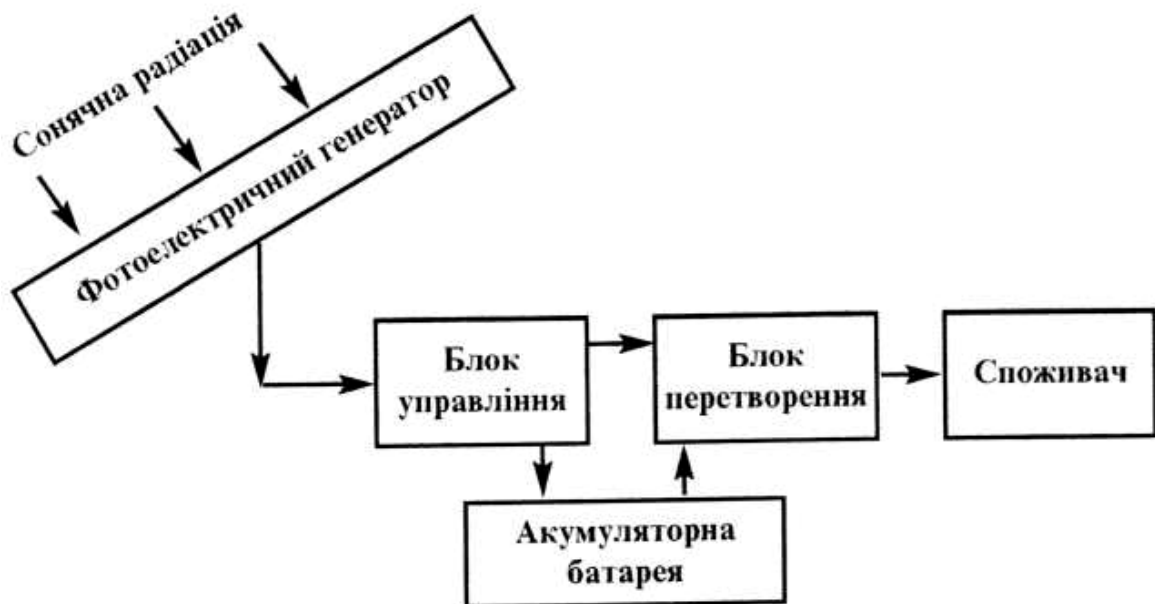 Сонячна радіація
Фотоелектричний генератор
Блок
управління
Блок
перетворення
Споживач
Акумуляторна
батарея